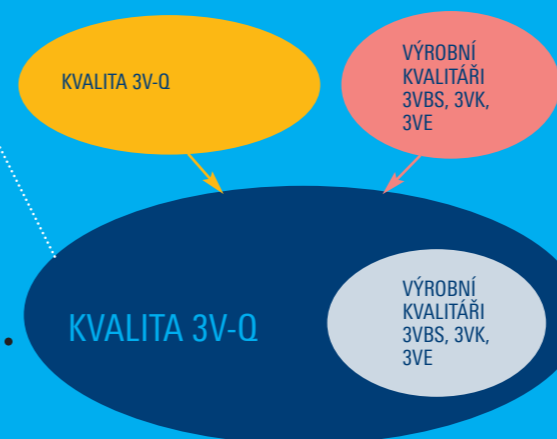 KVALITA 3V-Q
VÝROBNÍ
KVALITÁŘI
3VBS, 3VK,
3VE
KVALITA 3V-Q
VÝROBNÍ
KVALITÁŘI
3VBS, 3VK,
3VE